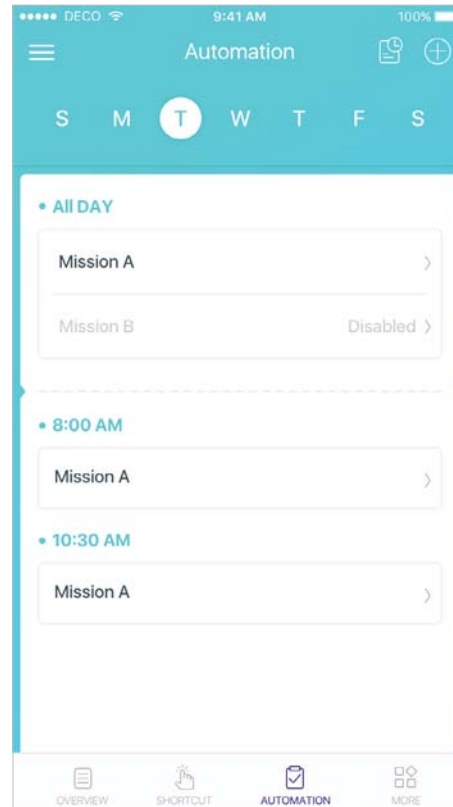 DECO 9:41 AM 100%
Automation
S M T W T F S
• All DAY
Mission A
Mission B Disabled
• 8:00 AM
Mission A
• 10:30 AM
Mission A
OVERVIEW SHORTCUT AUTOMATION MORE